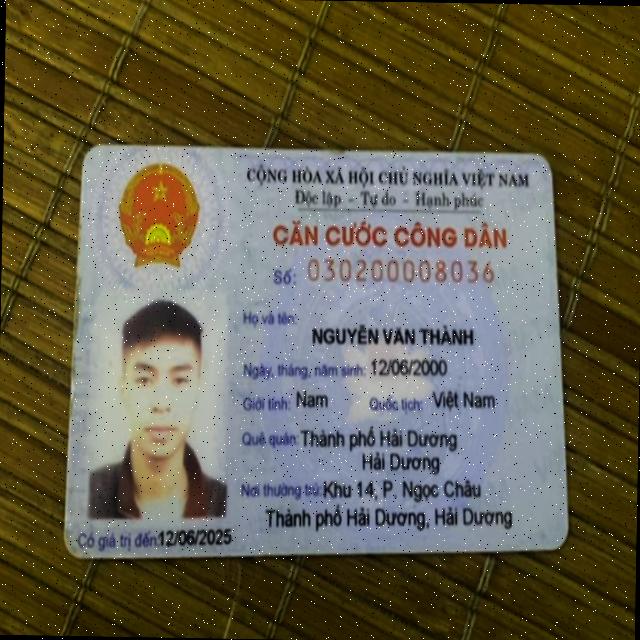 CỘNG HÒA XÃ HỘI CHỦ NGHĨA VIỆT NAM
Độc lập - Tự do - Hạnh phúc
CĂN CƯỚC CÔNG DÂN
Số: 030200008036
Họ và tên:
NGUYỄN VĂN THÀNH
Ngày, tháng, năm sinh: 12/06/2000
Giới tính: Nam Quốc tịch: Việt Nam
Quê quán: Thành phố Hải Dương
Hải Dương
Nơi thường trú: Khu 14, P. Ngọc Châu
Thành phố Hải Dương, Hải Dương
Có giá trị đến: 12/06/2025